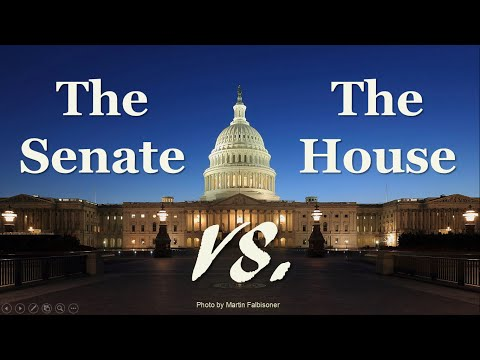 The
Senate
The
House
vs.
Photo by Martin Falbisoner